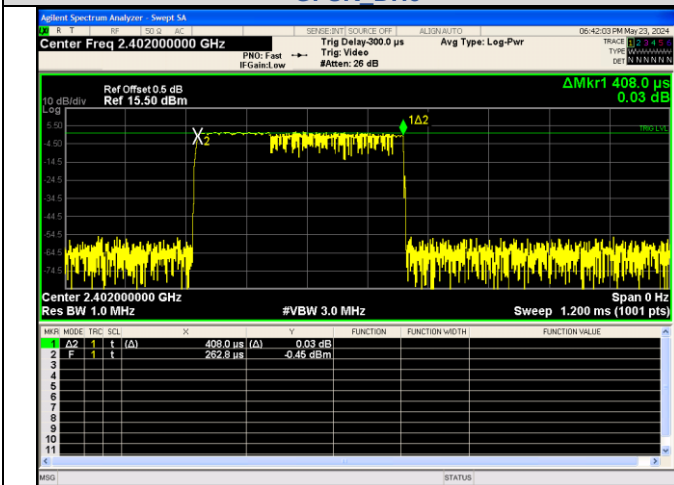 Agilent Spectrum Analyzer - Swept SA
R T RF 50 Ω AC SENSE:INT SOURCE OFF ALIGN AUTO 06:42:03 PM May 23, 2024
Center Freq 2.402000000 GHz
PNO: Fast
IFGain:Low
Trig Delay-300.0 µs
Trig: Video
#Atten: 26 dB
Avg Type: Log-Pwr
TRACE 1 2 3 4 5 6
TYPE
DET N N N N N N
ΔMkr1 408.0 µs
0.03 dB
Ref Offset 0.5 dB
10 dB/div Ref 15.50 dBm
Log
1Δ2
5.50
TRIG LVL
2
-4.50
-14.5
-24.5
-34.5
-44.5
-54.5
-64.5
-74.5
Center 2.402000000 GHz Span 0 Hz
Res BW 1.0 MHz #VBW 3.0 MHz Sweep 1.200 ms (1001 pts)
MKR MODE TRC SCL X Y FUNCTION FUNCTION WIDTH FUNCTION VALUE
1 Δ2 1 t (Δ) 408.0 µs (Δ) 0.03 dB
2 F 1 t 262.8 µs -0.45 dBm
3
4
5
6
7
8
9
10
11
MSG STATUS